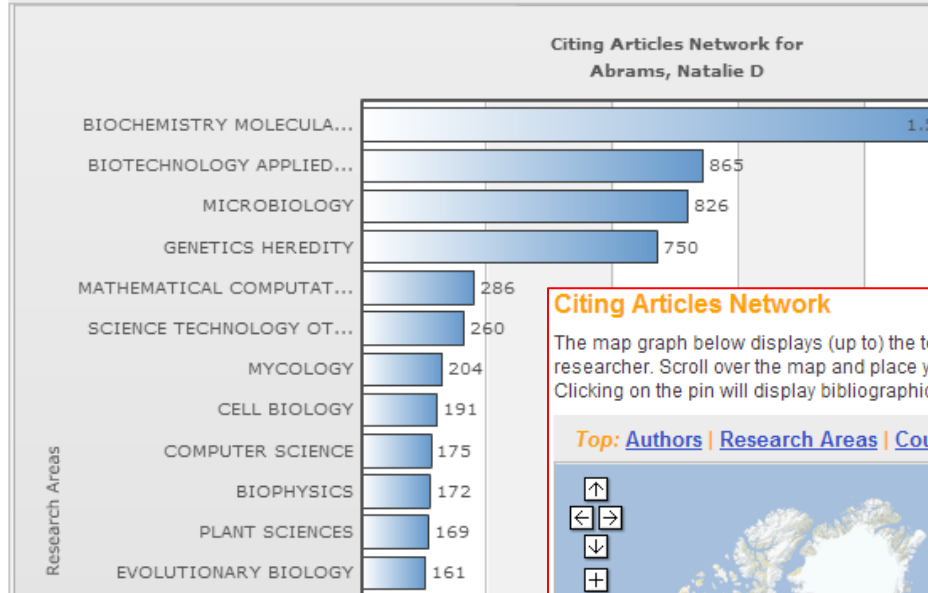 Citing Articles Network for
Abrams, Natalie D
BIOCHEMISTRY MOLECULA...
BIOTECHNOLOGY APPLIED... 865
MICROBIOLOGY 826
GENETICS HEREDITY 750
MATHEMATICAL COMPUTAT... 286
SCIENCE TECHNOLOGY OT... 260
MYCOLOGY 204
CELL BIOLOGY 191
COMPUTER SCIENCE 175
BIOPHYSICS 172
PLANT SCIENCES 169
EVOLUTIONARY BIOLOGY 161
Research Areas
Citing Articles Network
The map graph below displays (up to) the
researcher. Scroll over the map and place
Clicking on the pin will display
Top: Authors | Research Areas |